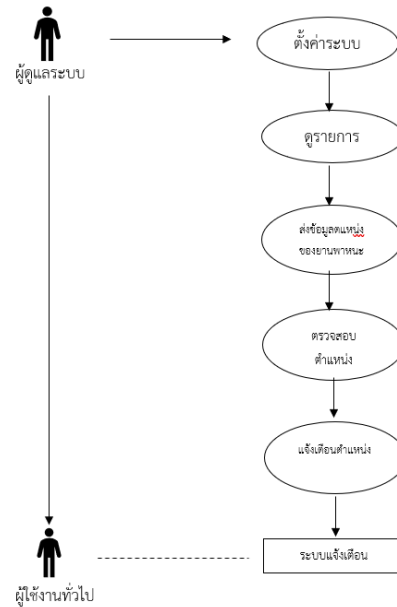 ผู้ดูแลระบบ
ตั้งค่าระบบ
ดูรายการ
ส่งข้อมูลตแหน่ง
ของยานพาหนะ
ตรวจสอบ
ตำแหน่ง
แจ้งเตือนตำแหน่ง
ระบบแจ้งเตือน
ผู้ใช้งานทั่วไป